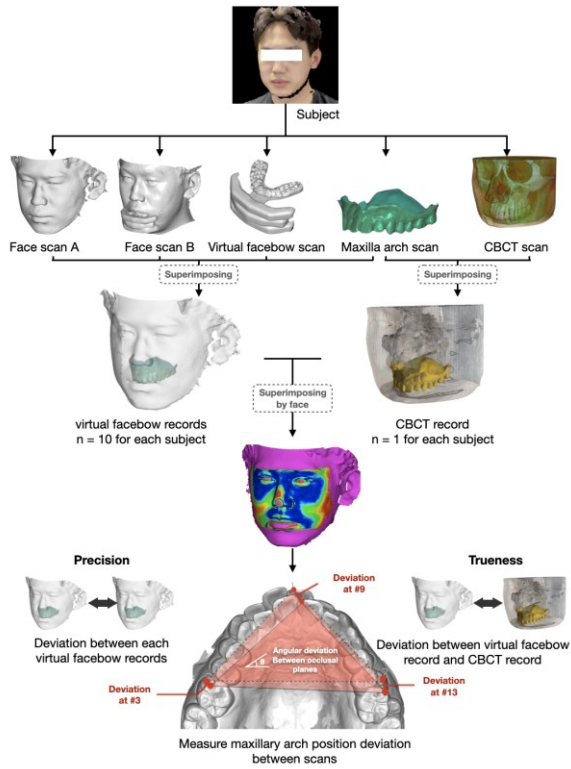 Subject
Face scan A
Face scan B
Virtual facebow scan
Maxilla arch scan
CBCT scan
Superimposing
Superimposing
virtual facebow records
n = 10 for each subject
Superimposing
by face
CBCT record
n = 1 for each subject
Precision
Deviation between each
virtual facebow records
Trueness
Deviation between virtual facebow
record and CBCT record
Deviation
at #9
Angular deviation
Between occlusal
planes
θ
Deviation
at #3
Deviation
at #13
Measure maxillary arch position deviation
between scans